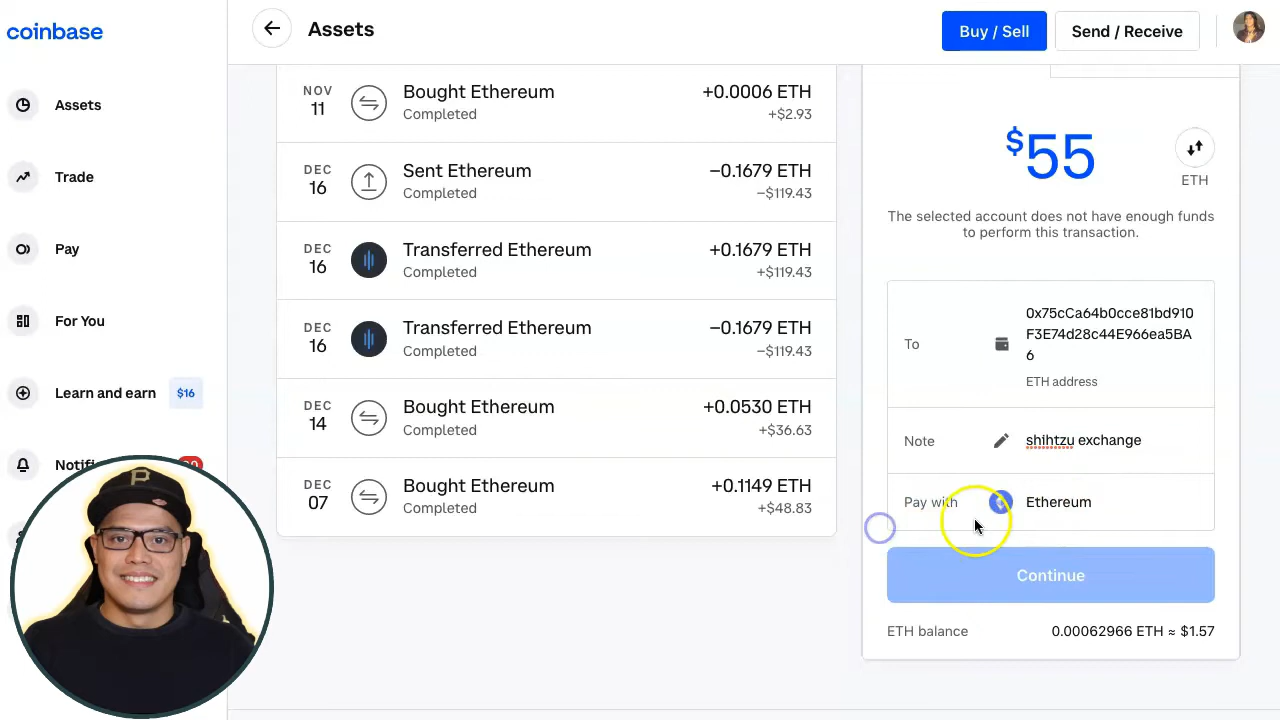 coinbase
Assets
Buy / Sell
Send / Receive
Assets
Trade
Pay
For You
Learn and earn
$16
NOV
11
Bought Ethereum
Completed
+0.0006 ETH
+$2.93
DEC
16
Sent Ethereum
Completed
−0.1679 ETH
−$119.43
DEC
16
Transferred Ethereum
Completed
+0.1679 ETH
+$119.43
DEC
16
Transferred Ethereum
Completed
−0.1679 ETH
−$119.43
DEC
14
Bought Ethereum
Completed
+0.0530 ETH
+$36.63
DEC
07
Bought Ethereum
Completed
+0.1149 ETH
+$48.83
$55
ETH
The selected account does not have enough funds
to perform this transaction.
To
0x75cCa64b0cce81bd910
F3E74d28c44E966ea5BA
6
ETH address
Note
shihtzu exchange
Pay with
Ethereum
Continue
ETH balance
0.00062966 ETH ≈ $1.57
P